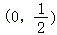 (0, 1/2)